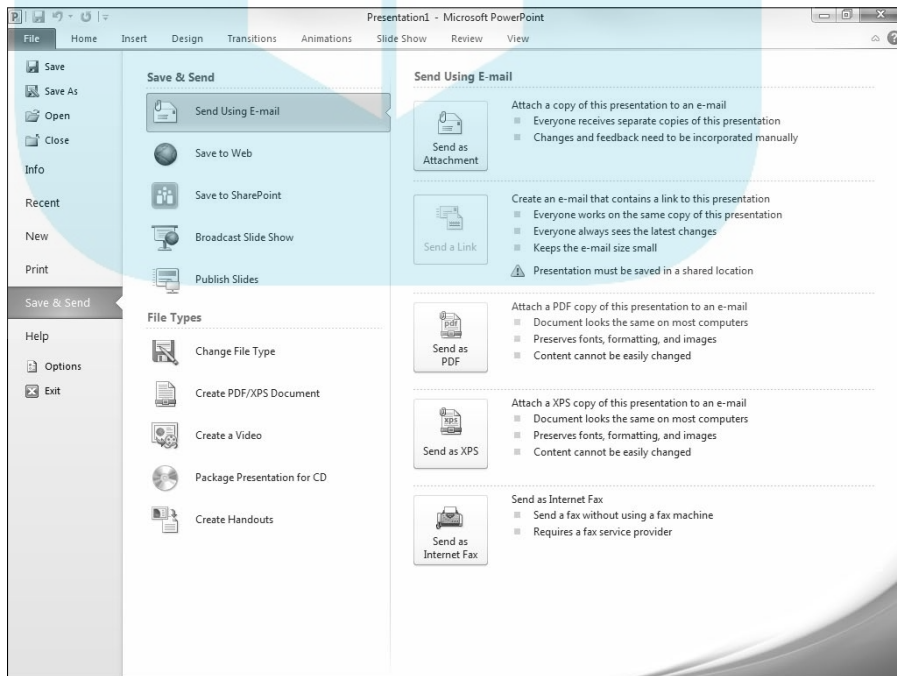 Presentation1 - Microsoft PowerPoint
File Home Insert Design Transitions Animations Slide Show Review View
Save
Save As
Open
Close
Info
Recent
New
Print
Save & Send
Help
Options
Exit
Save & Send
Send Using E-mail
Save to Web
Save to SharePoint
Broadcast Slide Show
Publish Slides
File Types
Change File Type
Create PDF/XPS Document
Create a Video
Package Presentation for CD
Create Handouts
Send Using E-mail
Send as
Attachment
Attach a copy of this presentation to an e-mail
Everyone receives separate copies of this presentation
Changes and feedback need to be incorporated manually
Send a Link
Create an e-mail that contains a link to this presentation
Everyone works on the same copy of this presentation
Everyone always sees the latest changes
Keeps the e-mail size small
Presentation must be saved in a shared location
pdf
Send as
PDF
Attach a PDF copy of this presentation to an e-mail
Document looks the same on most computers
Preserves fonts, formatting, and images
Content cannot be easily changed
xps
Send as XPS
Attach a XPS copy of this presentation to an e-mail
Document looks the same on most computers
Preserves fonts, formatting, and images
Content cannot be easily changed
Send as
Internet Fax
Send as Internet Fax
Send a fax without using a fax machine
Requires a fax service provider